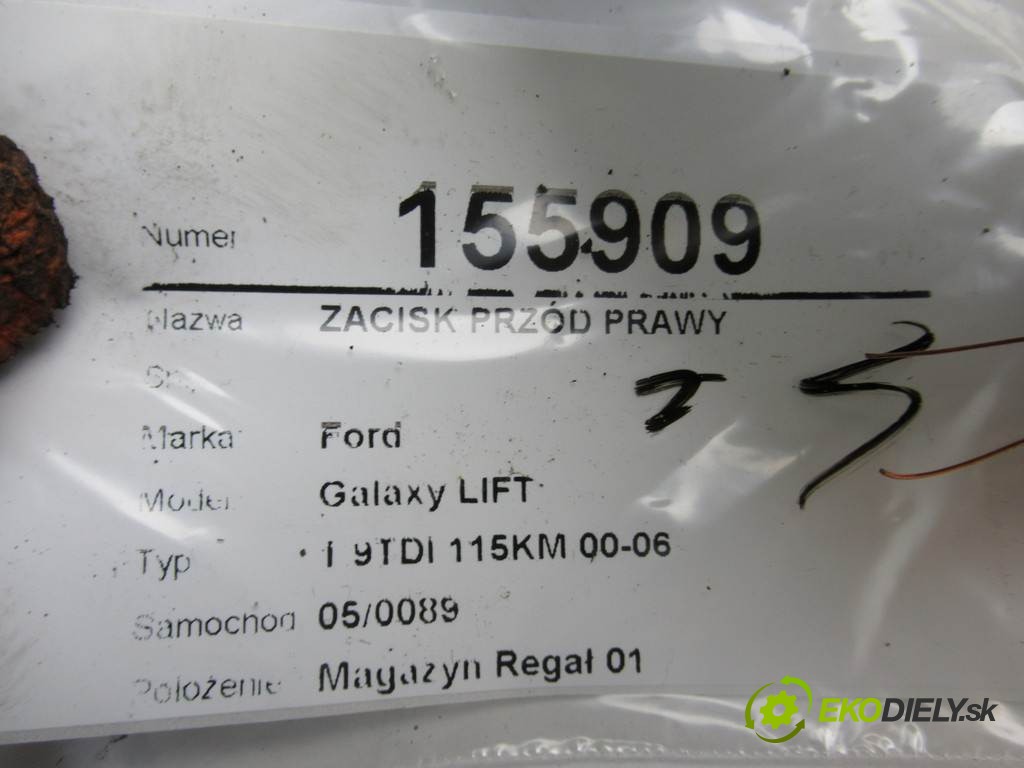 Numer 155909
Nazwa ZACISK PRZÓD PRAWY
Marka Ford
Model Galaxy LIFT
Typ 1 9TDI 115KM 00-06
Samochod 05/0089
Położenie Magazyn Regał 01
EKODIELY.sk